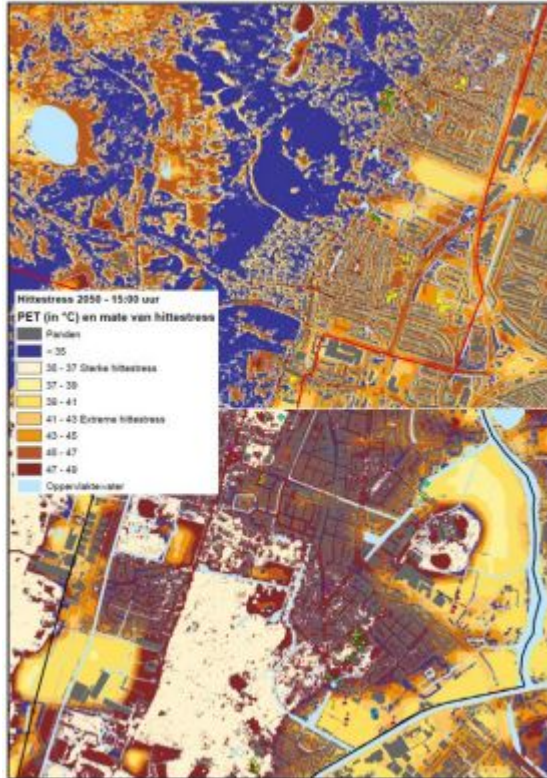 Hittestress 2050 - 15:00 uur
PET (in °C) en mate van hittestress
Panden
< 35
36 - 37 Sterke hittestress
37 - 39
39 - 41
41 - 43 Extreme hittestress
43 - 45
45 - 47
47 - 49
Oppervlaktewater